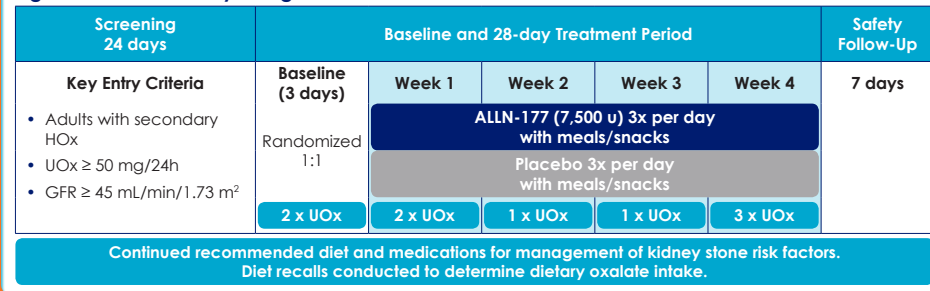 Screening
24 days
Baseline and 28-day Treatment Period
Safety
Follow-Up
Key Entry Criteria
Baseline
(3 days)
Week 1
Week 2
Week 3
Week 4
7 days
• Adults with secondary
HOx
• UOx ≥ 50 mg/24h
• GFR ≥ 45 mL/min/1.73 m²
Randomized
1:1
ALLN-177 (7,500 u) 3x per day
with meals/snacks
Placebo 3x per day
with meals/snacks
2 x UOx
2 x UOx
1 x UOx
1 x UOx
3 x UOx
Continued recommended diet and medications for management of kidney stone risk factors.
Diet recalls conducted to determine dietary oxalate intake.